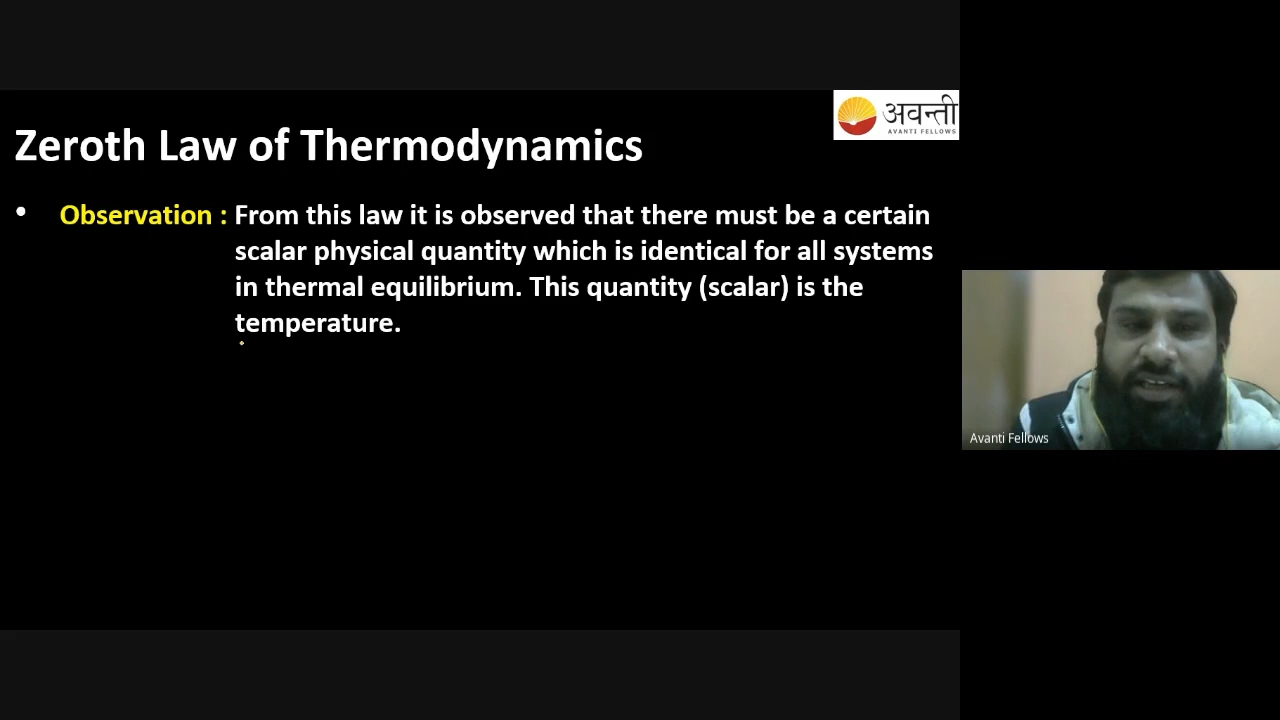 अवन्ती
AVANTI FELLOWS
Zeroth Law of Thermodynamics
• Observation : From this law it is observed that there must be a certain
scalar physical quantity which is identical for all systems
in thermal equilibrium. This quantity (scalar) is the
temperature.
Avanti Fellows